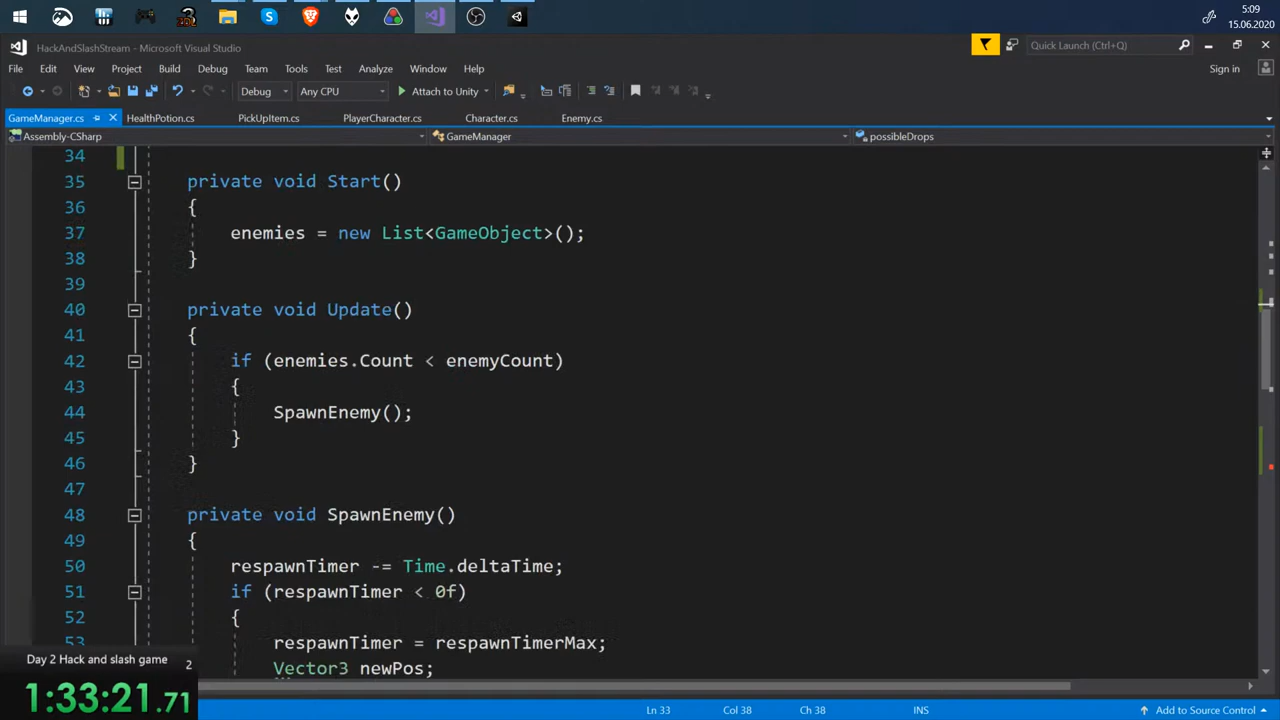 5:09
15.06.2020
HackAndSlashStream - Microsoft Visual Studio
Quick Launch (Ctrl+Q)
File Edit View Project Build Debug Team Tools Test Analyze Window Help
Sign in
Debug Any CPU Attach to Unity
GameManager.cs HealthPotion.cs PickUpItem.cs PlayerCharacter.cs Character.cs Enemy.cs
Assembly-CSharp GameManager possibleDrops
34
35 private void Start()
36 {
37 enemies = new List<GameObject>();
38 }
39
40 private void Update()
41 {
42 if (enemies.Count < enemyCount)
43 {
44 SpawnEnemy();
45 }
46 }
47
48 private void SpawnEnemy()
49 {
50 respawnTimer -= Time.deltaTime;
51 if (respawnTimer < 0f)
52 {
53 respawnTimer = respawnTimerMax;
Vector3 newPos;
Day 2 Hack and slash game 2
1:33:21.71
Ln 33 Col 38 Ch 38 INS Add to Source Control